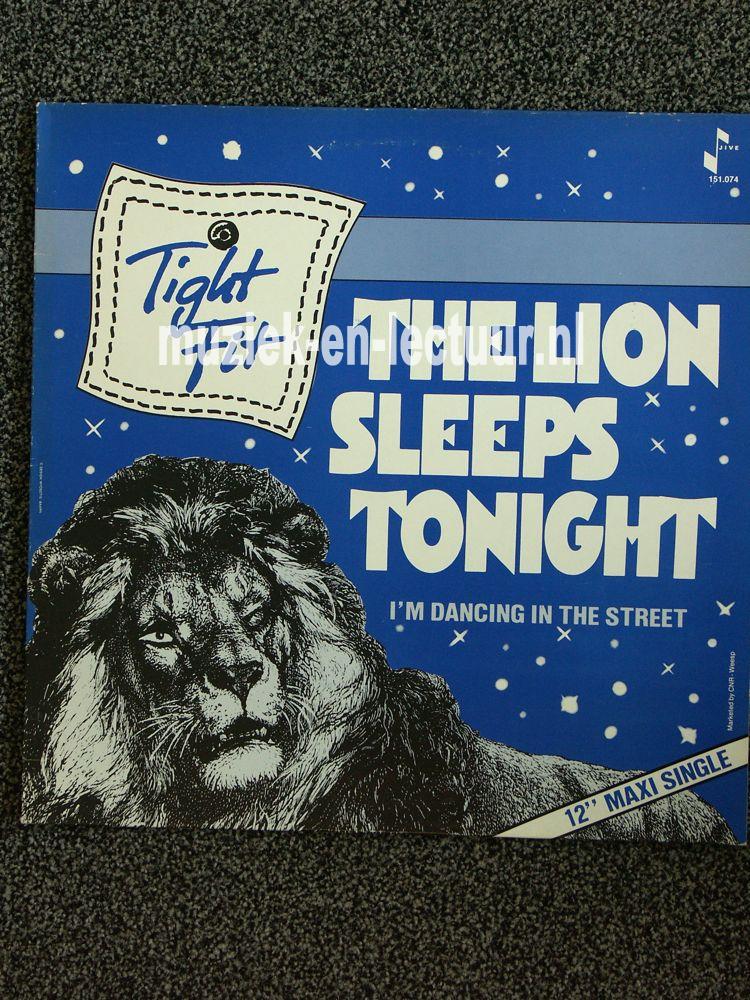 JIVE
151.074
Tight
Fit
muziek-en-lectuur.nl
THE LION
SLEEPS
TONIGHT
I'M DANCING IN THE STREET
Marketed by CNR - Weesp
12'' MAXI SINGLE